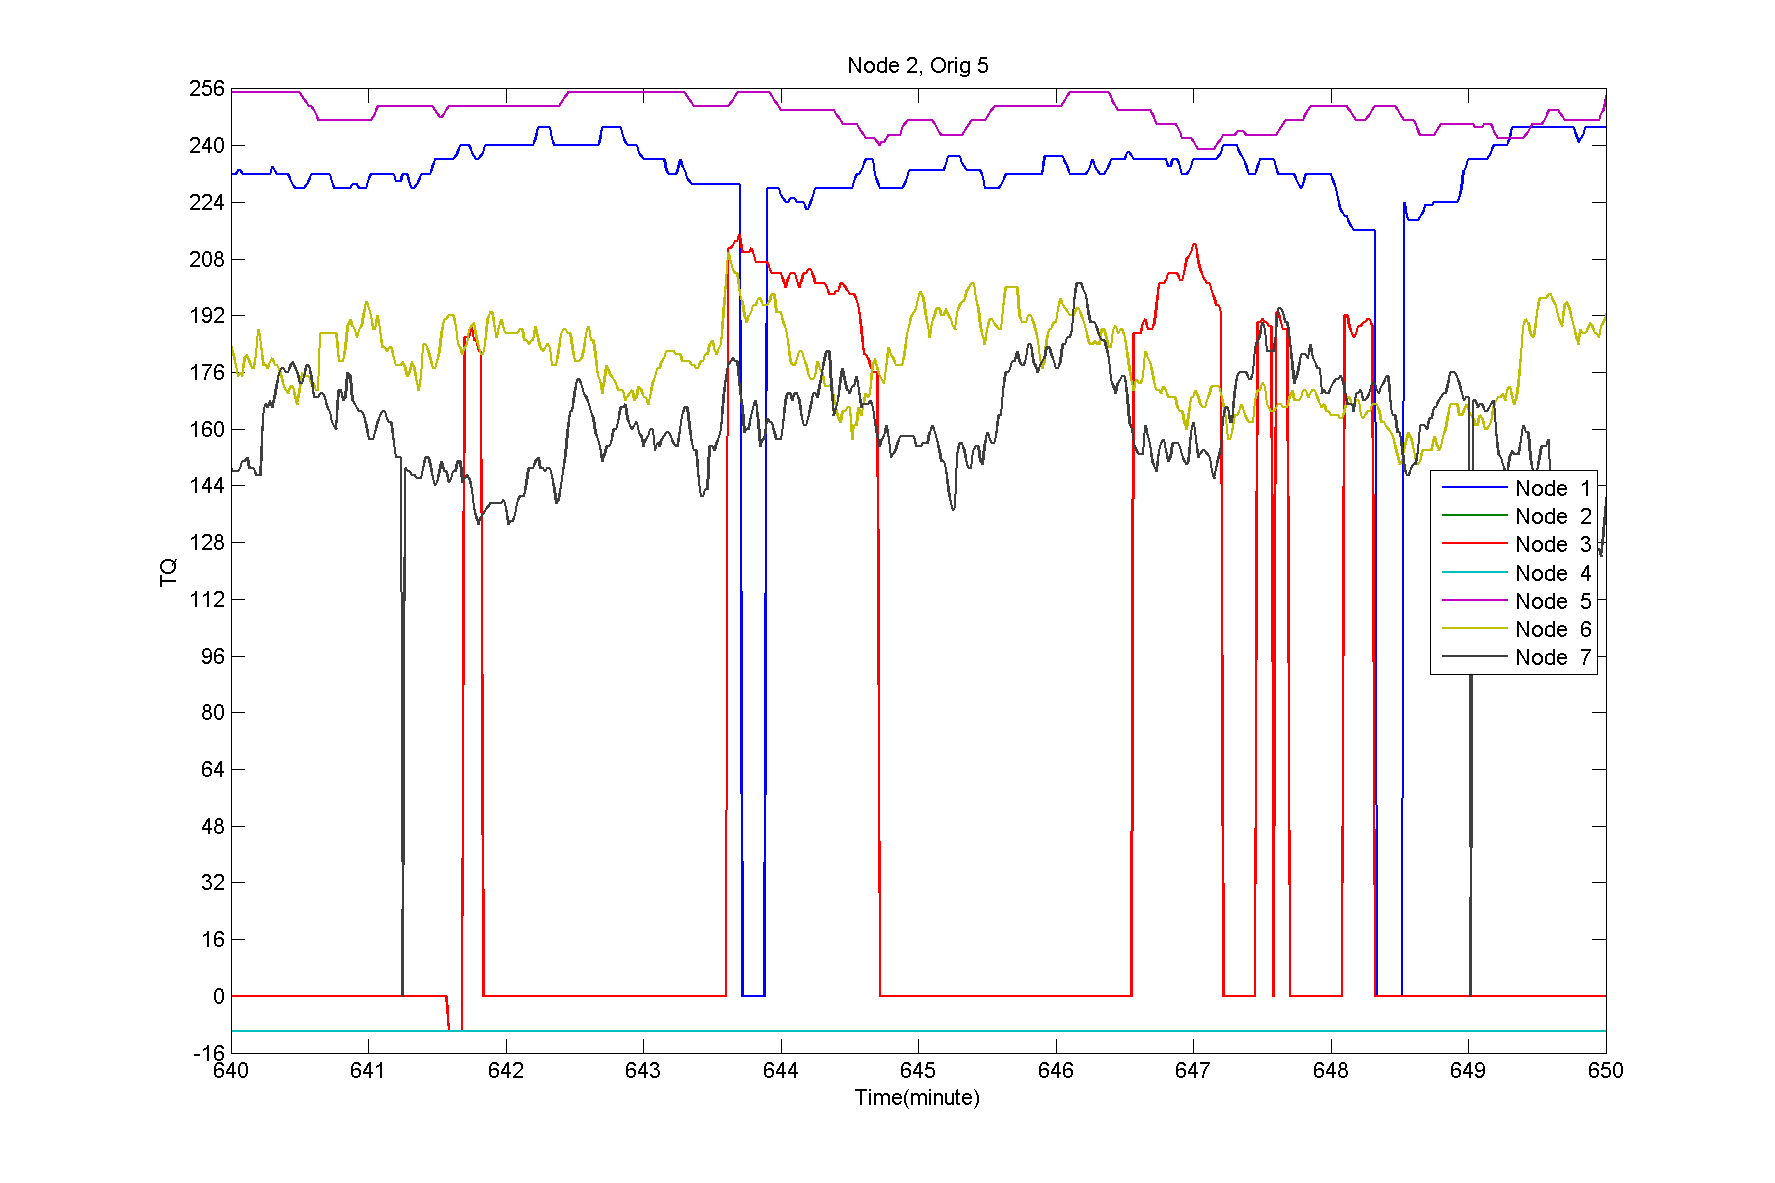 Node 2, Orig 5
256
240
224
208
192
176
160
144
128
112
96
80
64
48
32
16
0
-16
TQ
Node 1
Node 2
Node 3
Node 4
Node 5
Node 6
Node 7
640 641 642 643 644 645 646 647 648 649 650
Time(minute)